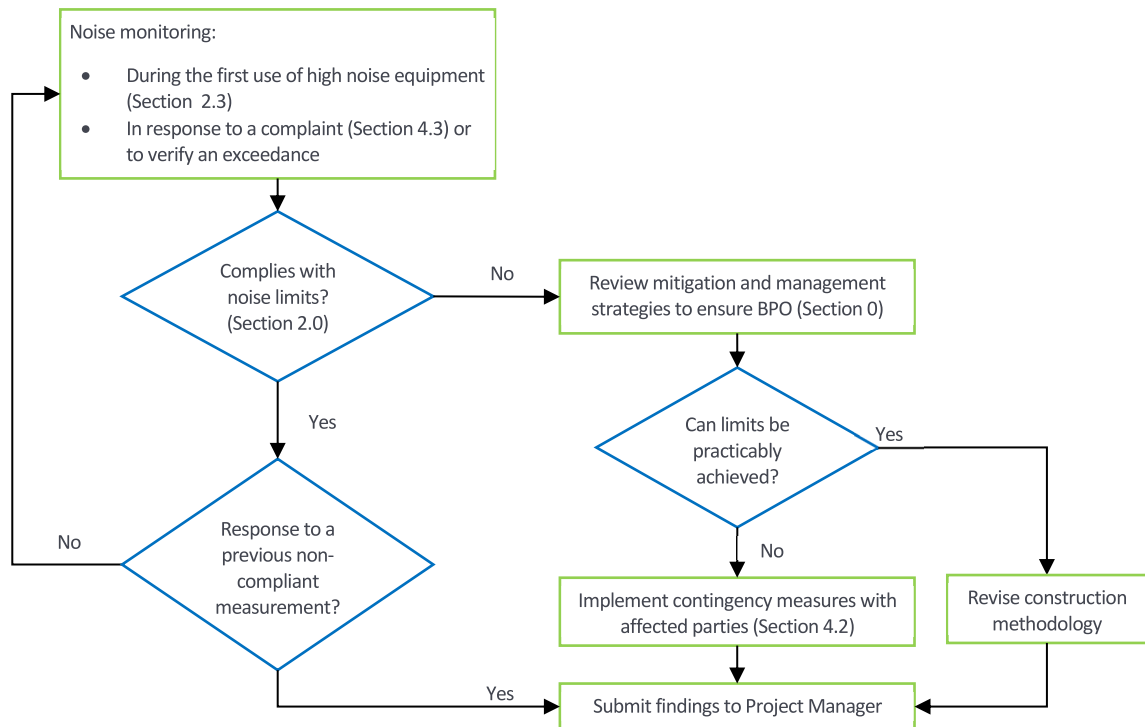 Noise monitoring:
• During the first use of high noise equipment
(Section 2.3)
• In response to a complaint (Section 4.3) or
to verify an exceedance
Complies with
noise limits?
(Section 2.0)
No
Review mitigation and management
strategies to ensure BPO (Section 0)
Yes
Can limits be
practicably
achieved?
Yes
Response to a
previous non-
compliant
measurement?
No
No
Implement contingency measures with
affected parties (Section 4.2)
Revise construction
methodology
Yes
Submit findings to Project Manager